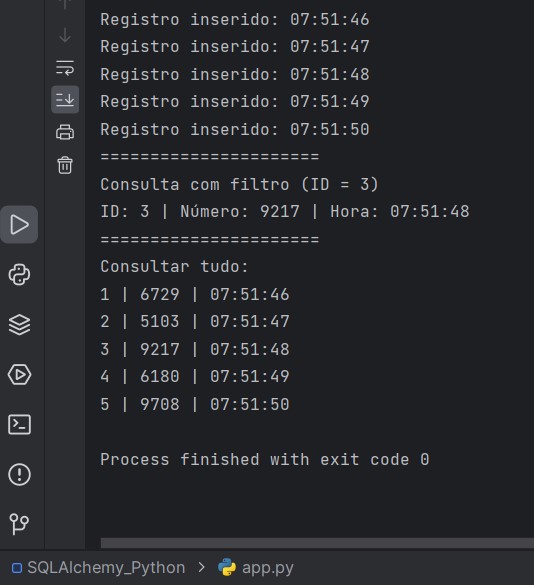 Registro inserido: 07:51:46
Registro inserido: 07:51:47
Registro inserido: 07:51:48
Registro inserido: 07:51:49
Registro inserido: 07:51:50
======================
Consulta com filtro (ID = 3)
ID: 3 | Número: 9217 | Hora: 07:51:48
======================
Consultar tudo:
1 | 6729 | 07:51:46
2 | 5103 | 07:51:47
3 | 9217 | 07:51:48
4 | 6180 | 07:51:49
5 | 9708 | 07:51:50
Process finished with exit code 0
SQLAlchemy_Python > app.py